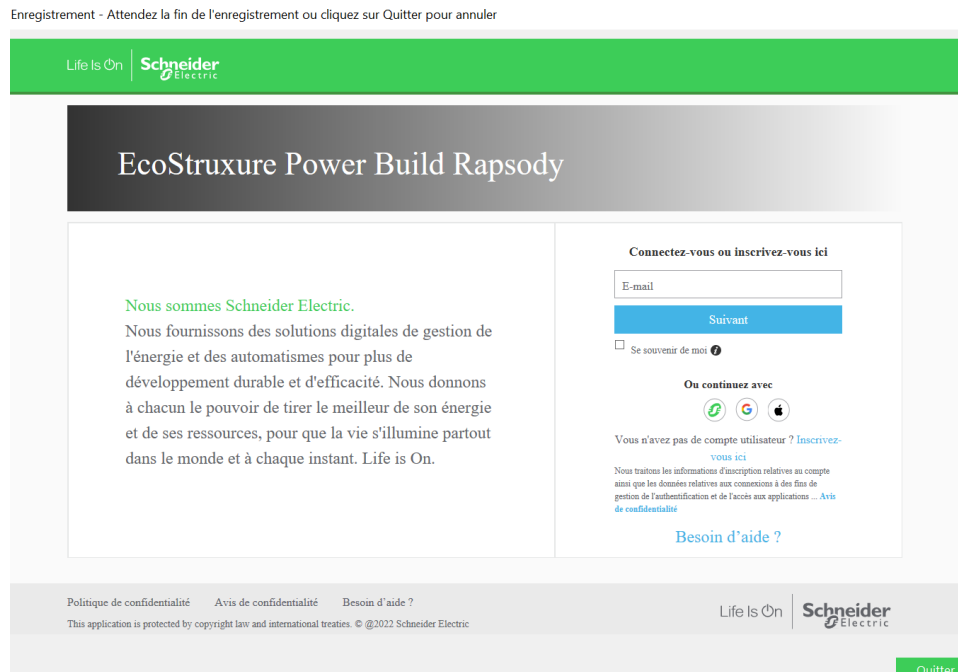 Enregistrement - Attendez la fin de l'enregistrement ou cliquez sur Quitter pour annuler
Life Is On
Schneider
Electric
EcoStruxure Power Build Rapsody
Nous sommes Schneider Electric.
Nous fournissons des solutions digitales de gestion de
l'énergie et des automatismes pour plus de
développement durable et d'efficacité. Nous donnons
à chacun le pouvoir de tirer le meilleur de son énergie
et de ses ressources, pour que la vie s'illumine partout
dans le monde et à chaque instant. Life is On.
Connectez-vous ou inscrivez-vous ici
E-mail
Suivant
Se souvenir de moi i
Ou continuez avec
G
Vous n'avez pas de compte utilisateur ? Inscrivez-
vous ici
Nous traitons les informations d'inscription relatives au compte
ainsi que les données relatives aux connexions à des fins de
gestion de l'authentification et de l'accès aux applications ... Avis
de confidentialité
Besoin d’aide ?
Politique de confidentialité Avis de confidentialité Besoin d’aide ?
This application is protected by copyright law and international treaties. © @2022 Schneider Electric
Life Is On
Schneider
Electric
Quitter